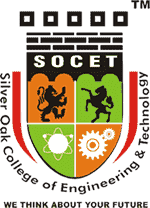 TM
SOCET
Silver Oak College of Engineering & Technology
WE THINK ABOUT YOUR FUTURE